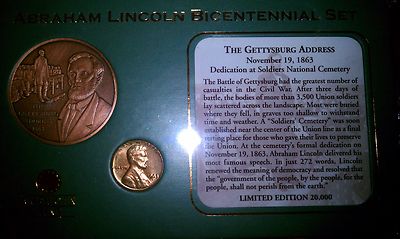 ABRAHAM LINCOLN BICENTENNIAL SET
THE GETTYSBURG ADDRESS
November 19, 1863
Dedication at Soldiers National Cemetery
The Battle of Gettysburg had the greatest number of
casualties in the Civil War. After three days of
battle, the bodies of more than 3,500 Union soldiers
lay scattered across the landscape. Most were buried
where they fell, in graves too shallow to withstand
time and weather. A "Soldiers' Cemetery" was soon
established near the center of the Union line as a final
resting place for those who gave their lives to preserve
the Union. At the cemetery's formal dedication on
November 19, 1863, Abraham Lincoln delivered his
most famous speech. In just 272 words, Lincoln
renewed the meaning of democracy and resolved that
the "government of the people, by the people, for the
people, shall not perish from the earth."
LIMITED EDITION 20,000